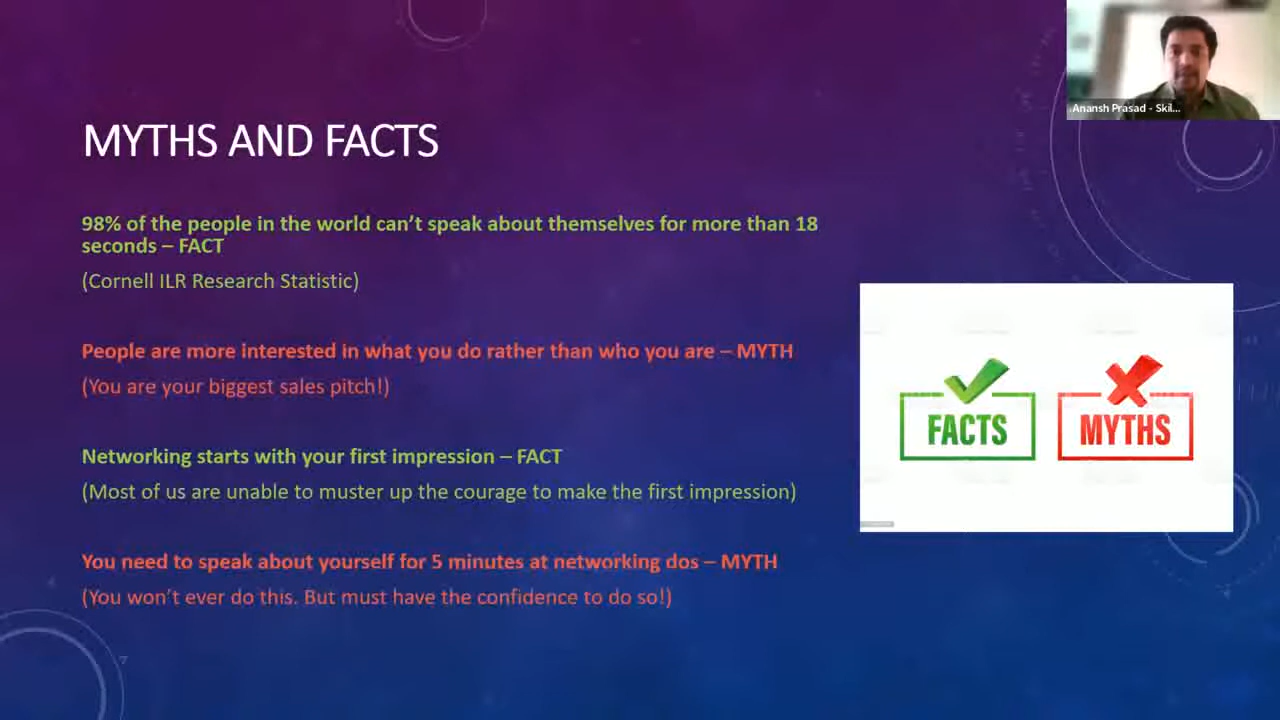 Anansh Prasad - Skil...
MYTHS AND FACTS
98% of the people in the world can’t speak about themselves for more than 18
seconds – FACT
(Cornell ILR Research Statistic)
People are more interested in what you do rather than who you are – MYTH
(You are your biggest sales pitch!)
Networking starts with your first impression – FACT
(Most of us are unable to muster up the courage to make the first impression)
You need to speak about yourself for 5 minutes at networking dos – MYTH
(You won’t ever do this. But must have the confidence to do so!)
FACTS
MYTHS
7